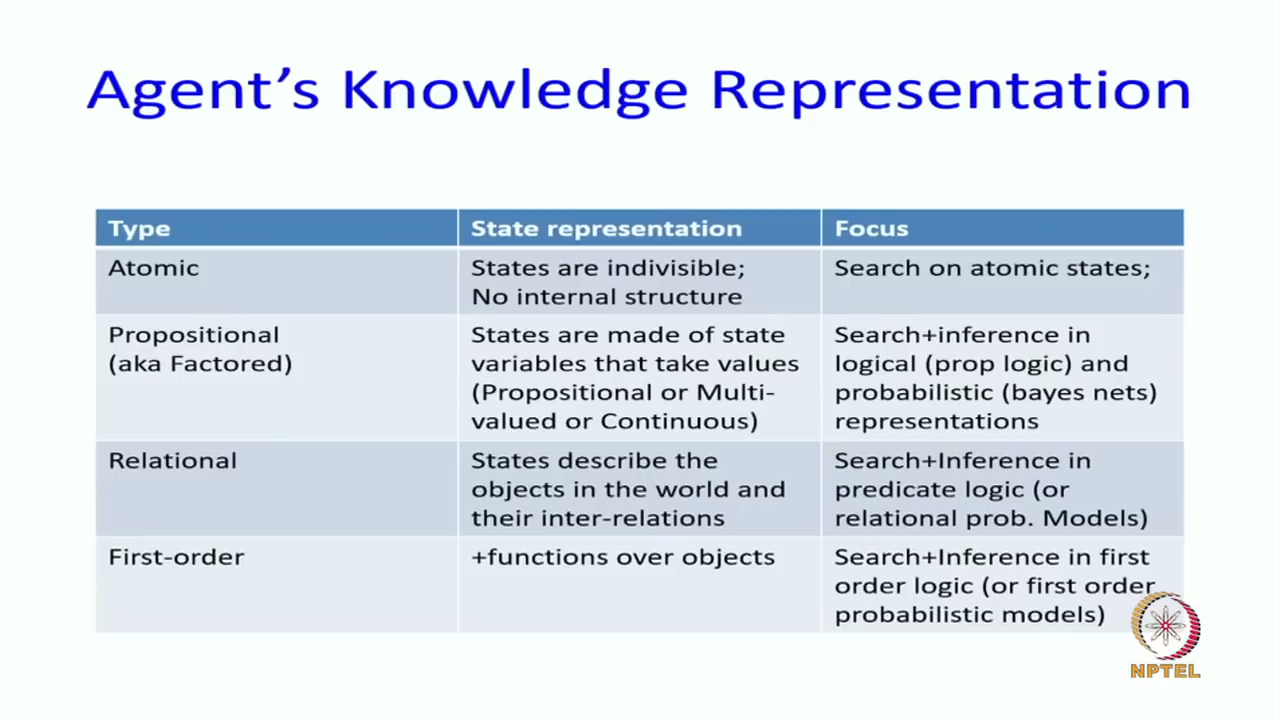 Agent's Knowledge Representation
Type
State representation
Focus
Atomic
States are indivisible;
No internal structure
Search on atomic states;
Propositional
(aka Factored)
States are made of state
variables that take values
(Propositional or Multi-
valued or Continuous)
Search+inference in
logical (prop logic) and
probabilistic (bayes nets)
representations
Relational
States describe the
objects in the world and
their inter-relations
Search+Inference in
predicate logic (or
relational prob. Models)
First-order
+functions over objects
Search+Inference in first
order logic (or first order
probabilistic models)
NPTEL